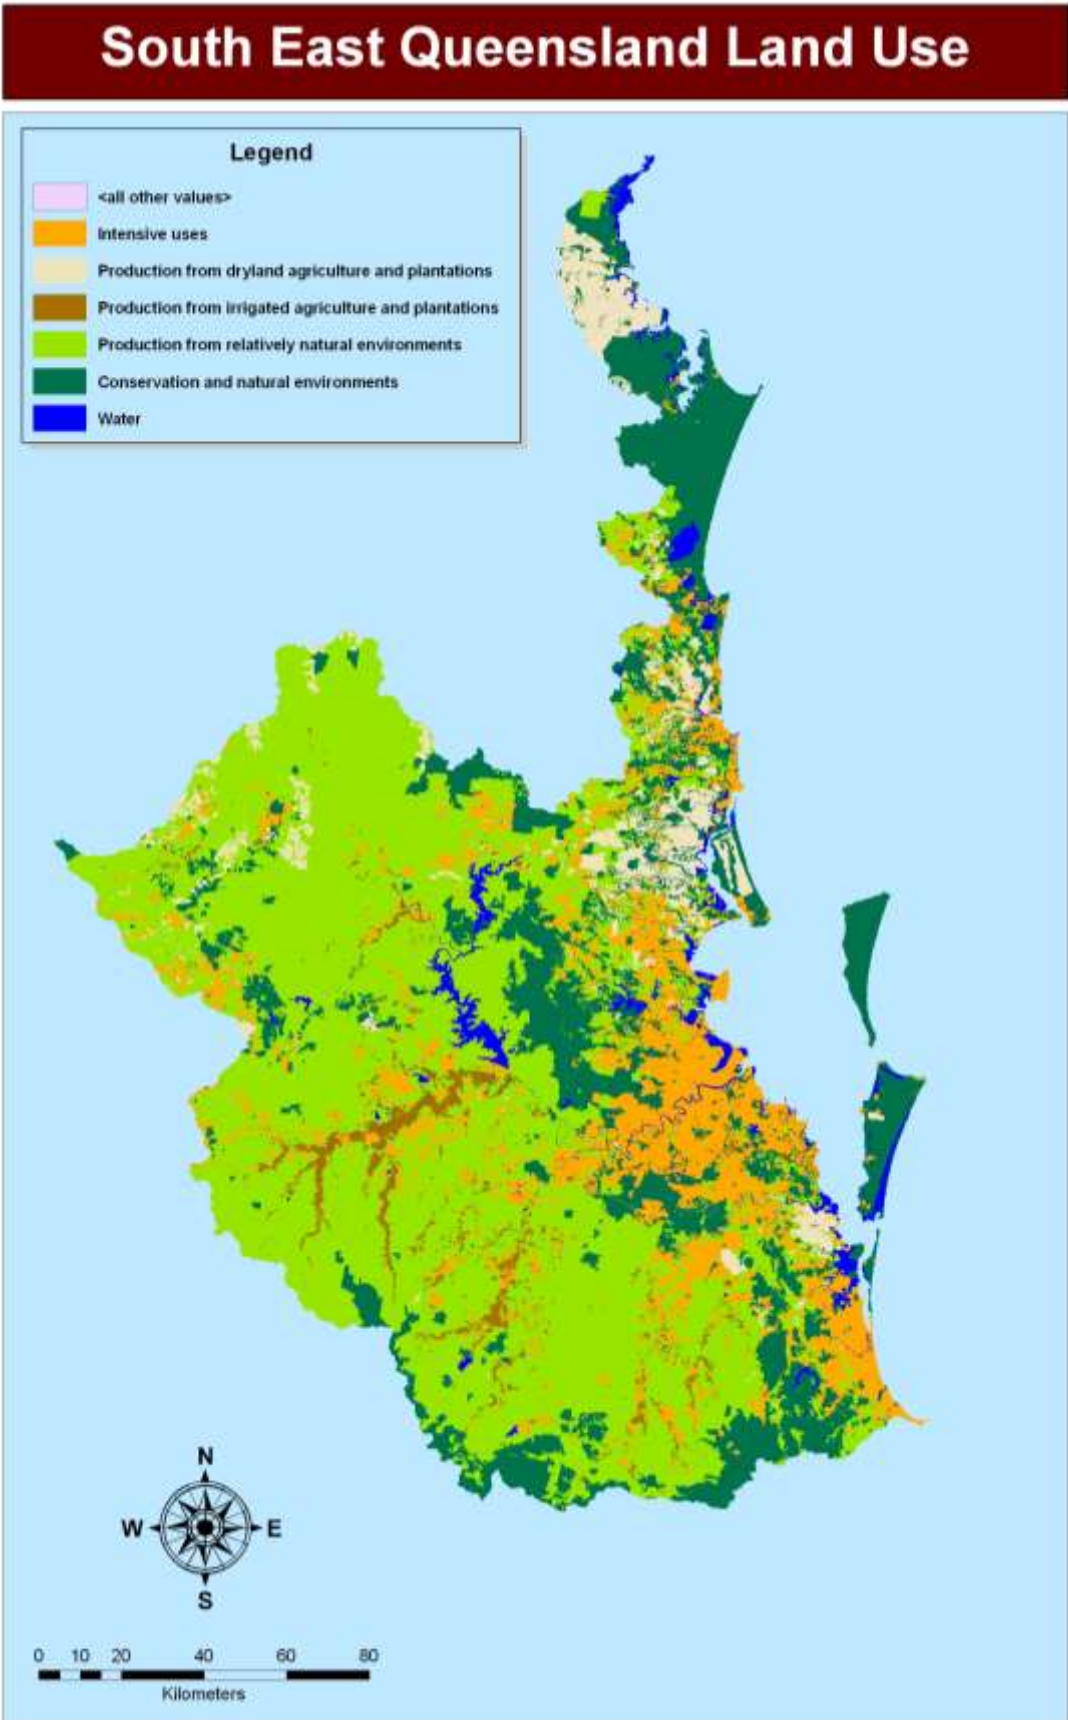 South East Queensland Land Use
Legend
<all other values>
Intensive uses
Production from dryland agriculture and plantations
Production from irrigated agriculture and plantations
Production from relatively natural environments
Conservation and natural environments
Water
N
W E
S
0 10 20 40 60 80
Kilometers